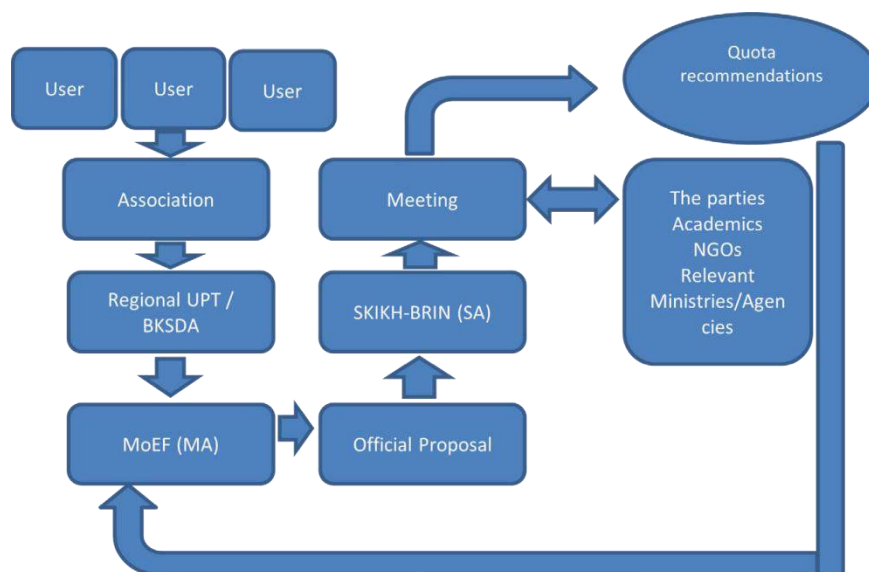 User
User
User
Association
Regional UPT /
BKSDA
MoEF (MA)
Official Proposal
SKIKH-BRIN (SA)
Meeting
Quota
recommendations
The parties
Academics
NGOs
Relevant
Ministries/Agen
cies